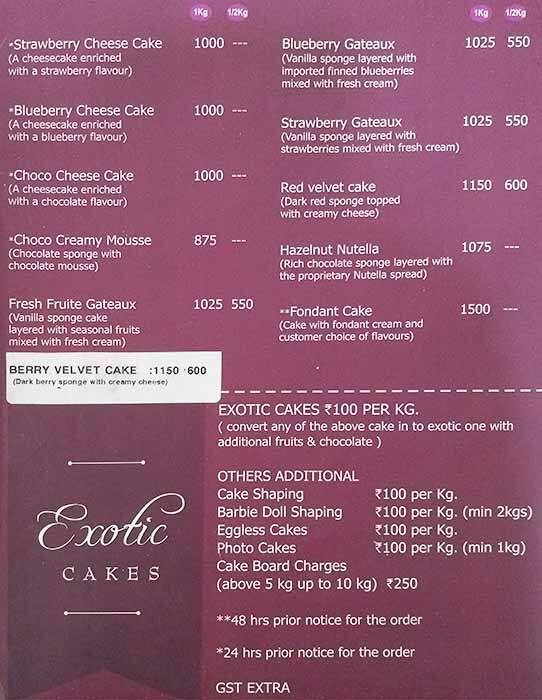 1Kg 1/2Kg
*Strawberry Cheese Cake 1000 ---
(A cheesecake enriched
with a strawberry flavour)
*Blueberry Cheese Cake 1000 ---
(A cheesecake enriched
with a blueberry flavour)
*Choco Cheese Cake 1000 ---
(A cheesecake enriched
with a chocolate flavour)
*Choco Creamy Mousse 875 ---
(Chocolate sponge with
chocolate mousse)
Fresh Fruite Gateaux 1025 550
(Vanilla sponge cake
layered with seasonal fruits
mixed with fresh cream)
BERRY VELVET CAKE :1150 600
(Dark berry sponge with creamy cheese)
1Kg 1/2Kg
Blueberry Gateaux 1025 550
(Vanilla sponge layered with
imported finned blueberries
mixed with fresh cream)
Strawberry Gateaux 1025 550
(Vanilla sponge layered with
strawberries mixed with fresh cream)
Red velvet cake 1150 600
(Dark red sponge topped
with creamy cheese)
Hazelnut Nutella 1075 ---
(Rich chocolate sponge layered with
the proprietary Nutella spread)
**Fondant Cake 1500 ---
(Cake with fondant cream and
customer choice of flavours)
Exotic
CAKES
EXOTIC CAKES ₹100 PER KG.
( convert any of the above cake in to exotic one with
additional fruits & chocolate )
OTHERS ADDITIONAL
Cake Shaping ₹100 per Kg.
Barbie Doll Shaping ₹100 per Kg. (min 2kgs)
Eggless Cakes ₹100 per Kg.
Photo Cakes ₹100 per Kg. (min 1kg)
Cake Board Charges
(above 5 kg up to 10 kg) ₹250
**48 hrs prior notice for the order
*24 hrs prior notice for the order
GST EXTRA